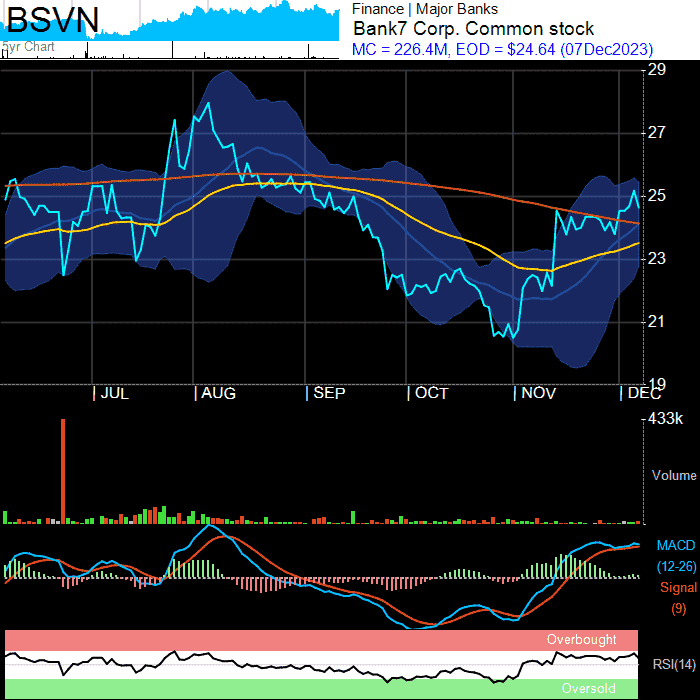 BSVN
5yr Chart
Finance | Major Banks
Bank7 Corp. Common stock
MC = 226.4M, EOD = $24.64 (07Dec2023)
29
27
25
23
21
19
| JUL | AUG | SEP | OCT | NOV | DEC
433k
Volume
MACD
(12-26)
Signal
(9)
Overbought
RSI(14)
Oversold